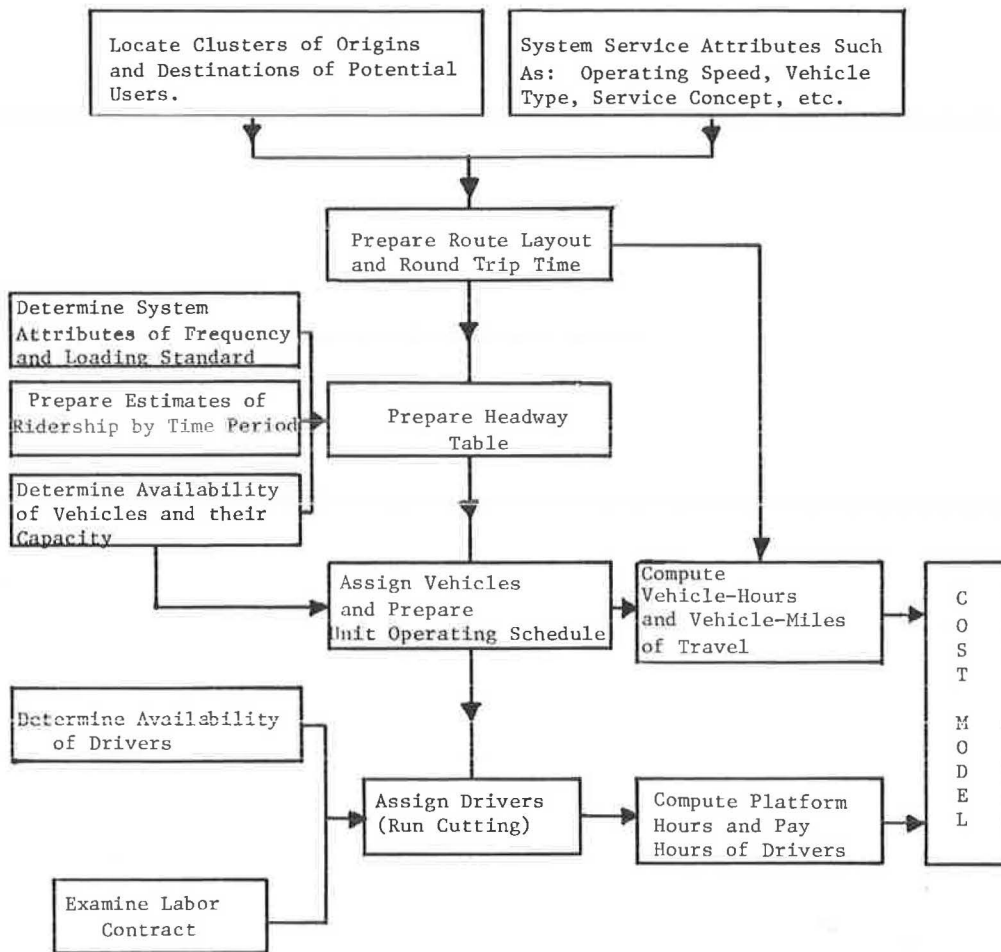 Locate Clusters of Origins
and Destinations of Potential
Users.
System Service Attributes Such
As: Operating Speed, Vehicle
Type, Service Concept, etc.
Prepare Route Layout
and Round Trip Time
Determine System
Attributes of Frequency
and Loading Standard
Prepare Estimates of
Ridership by Time Period
Prepare Headway
Table
Determine Availability
of Vehicles and their
Capacity
Assign Vehicles
and Prepare
Unit Operating Schedule
Compute
Vehicle-Hours
and Vehicle-Miles
of Travel
COST MODEL
Determine Availability
of Drivers
Assign Drivers
(Run Cutting)
Compute Platform
Hours and Pay
Hours of Drivers
Examine Labor
Contract